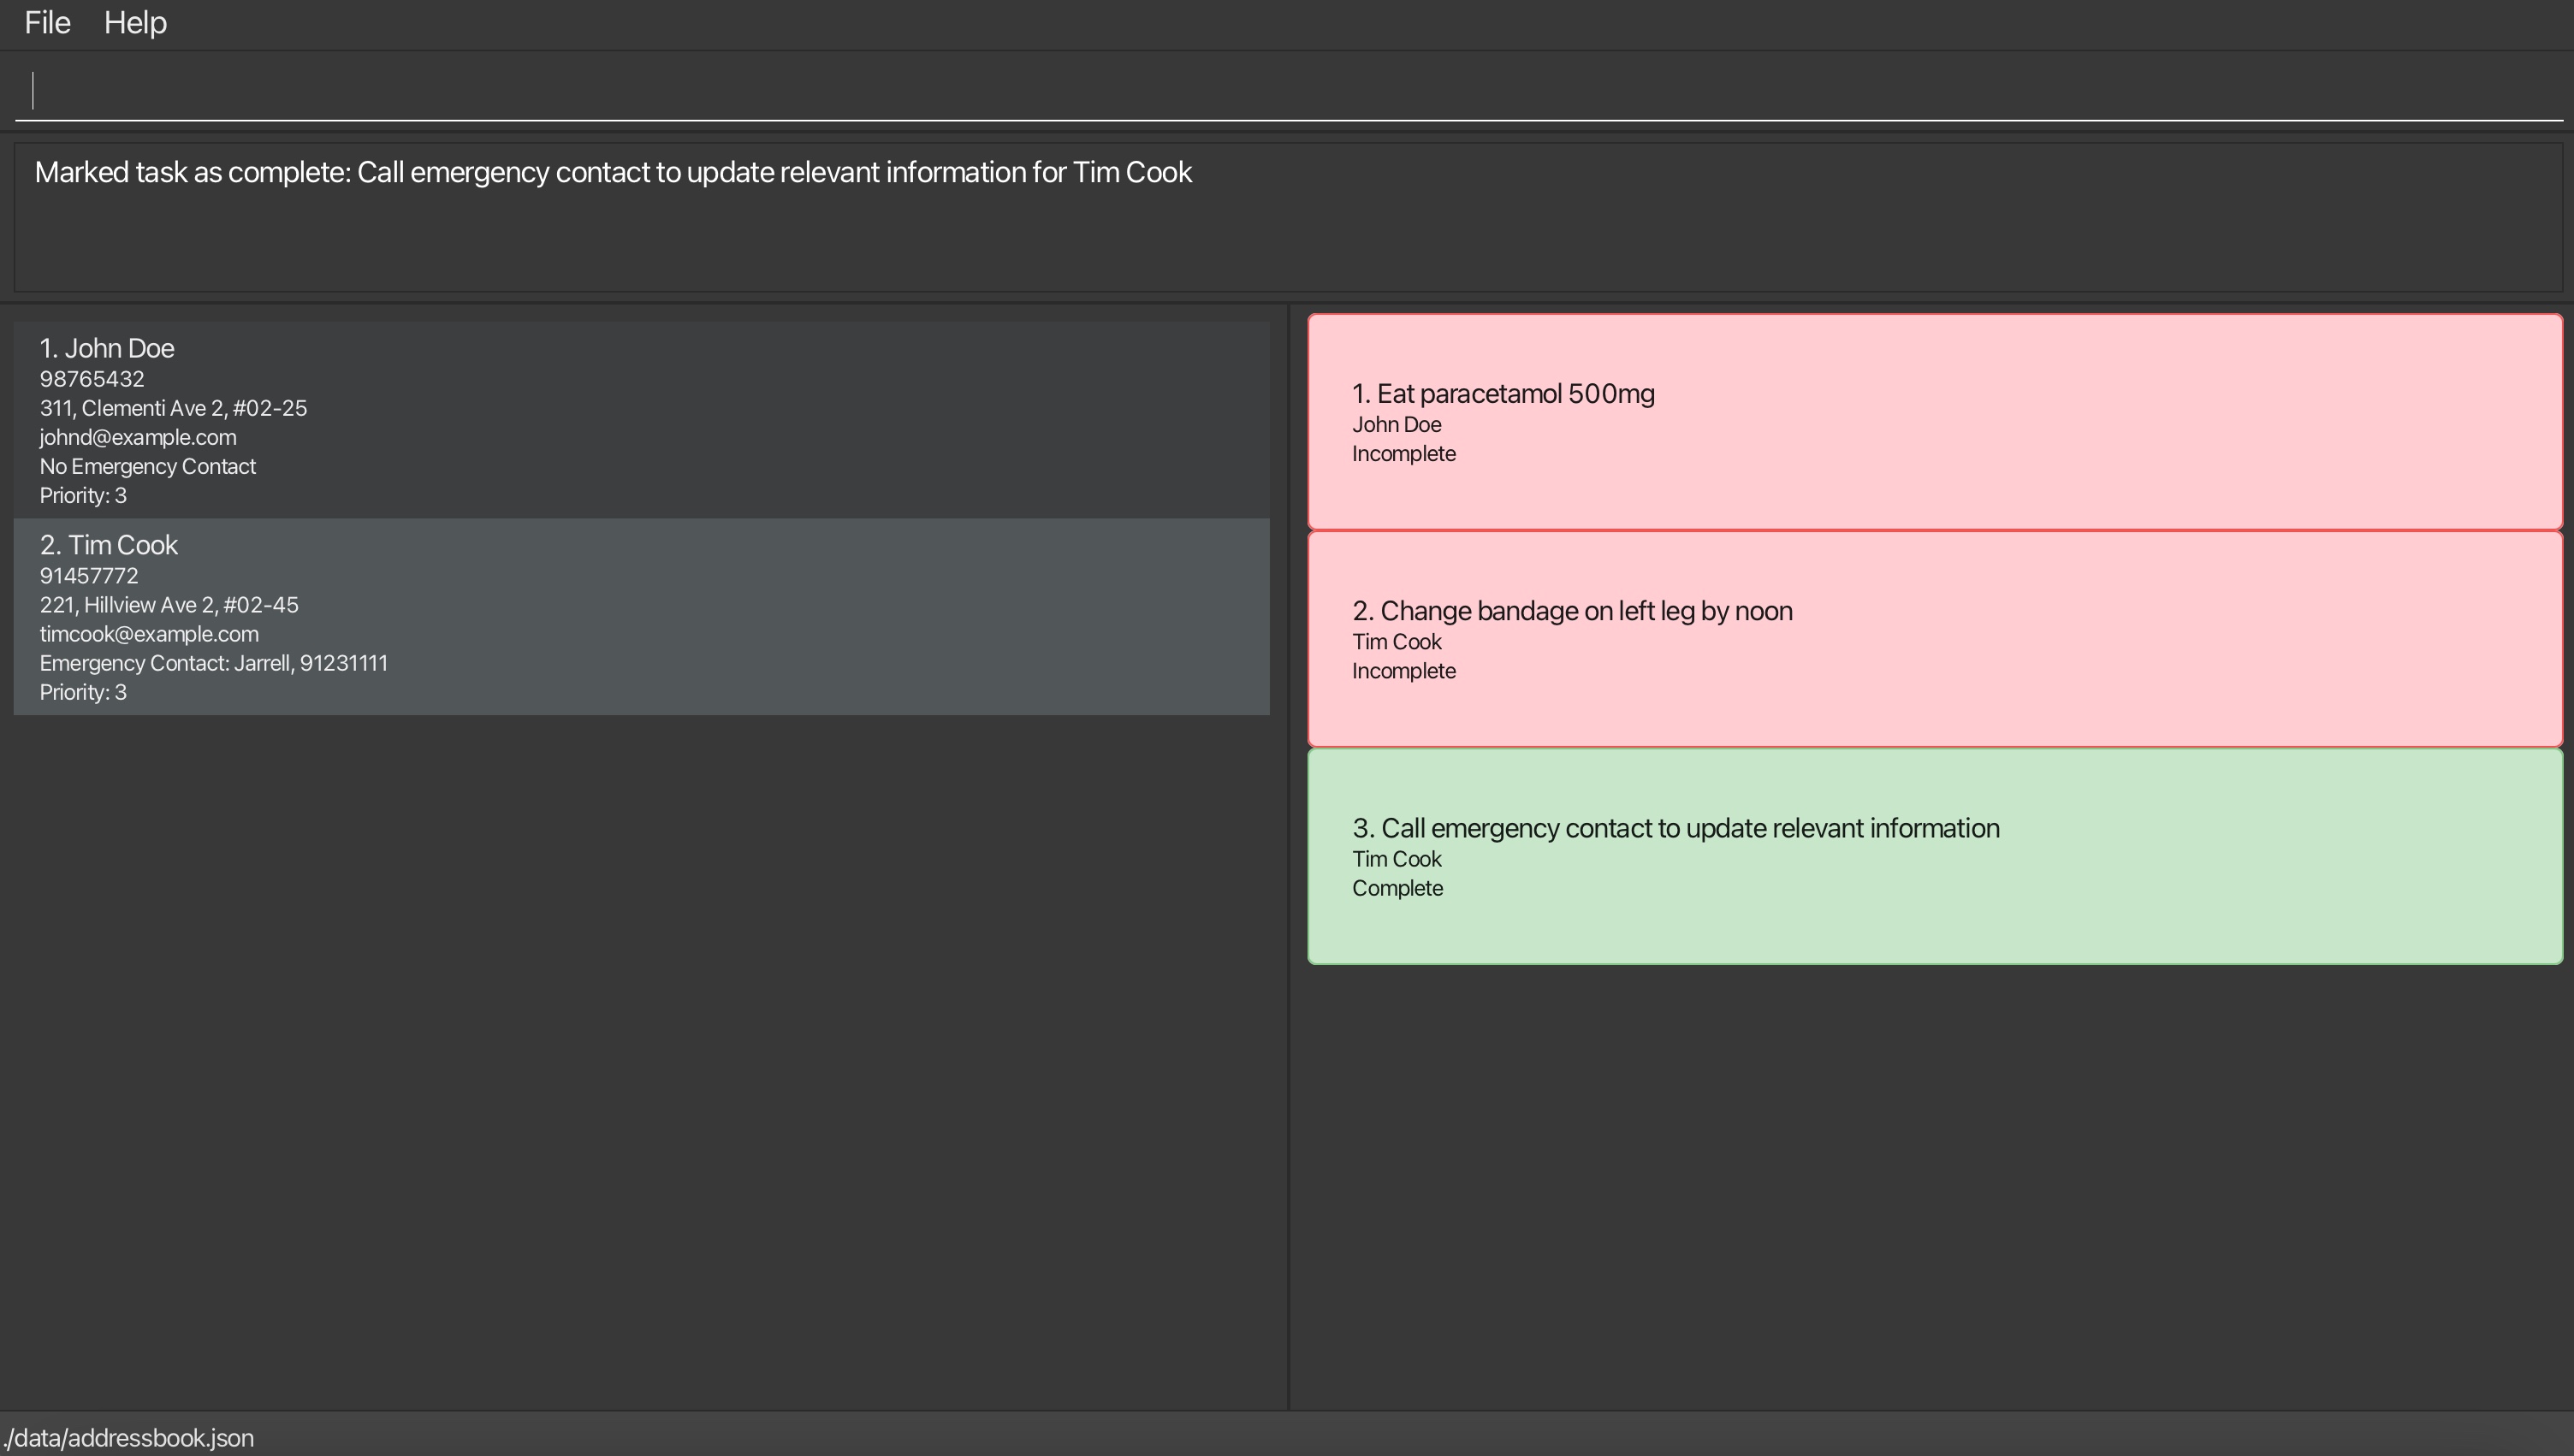 File Help
Marked task as complete: Call emergency contact to update relevant information for Tim Cook
1. John Doe
98765432
311, Clementi Ave 2, #02-25
johnd@example.com
No Emergency Contact
Priority: 3
2. Tim Cook
91457772
221, Hillview Ave 2, #02-45
timcook@example.com
Emergency Contact: Jarrell, 91231111
Priority: 3
1. Eat paracetamol 500mg
John Doe
Incomplete
2. Change bandage on left leg by noon
Tim Cook
Incomplete
3. Call emergency contact to update relevant information
Tim Cook
Complete
./data/addressbook.json